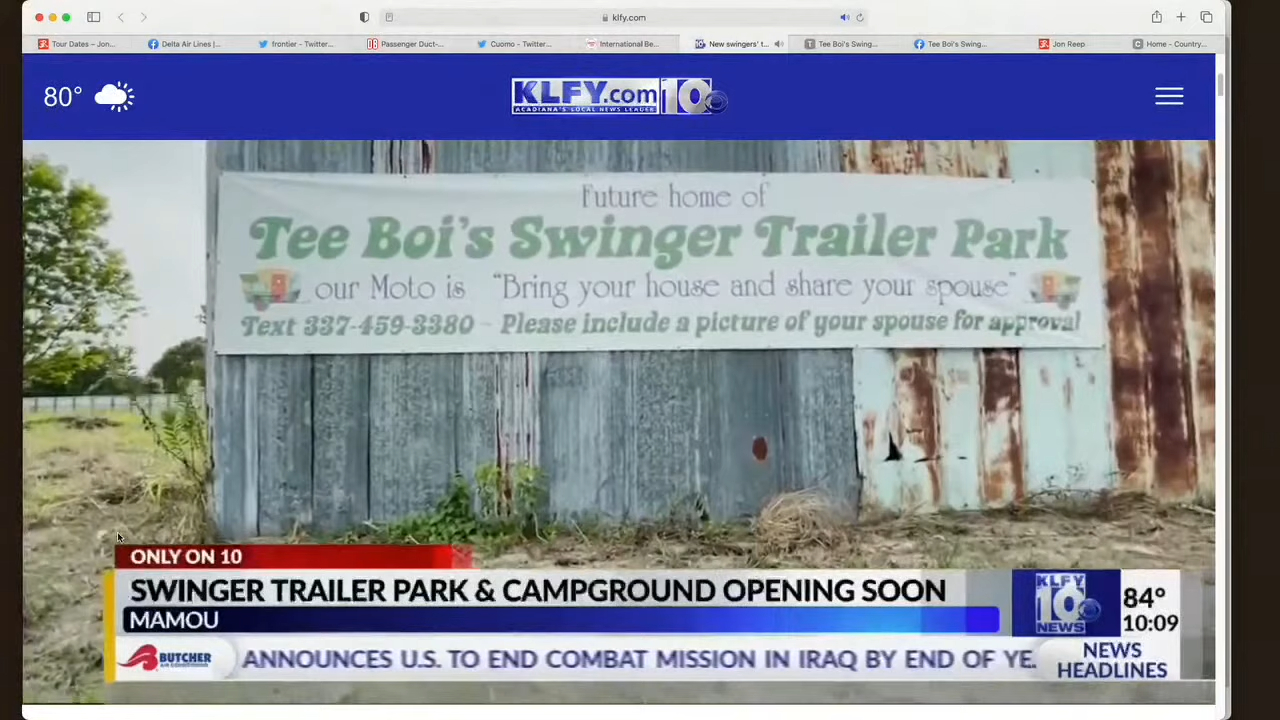 klfy.com
Tour Dates – Jon...
Delta Air Lines |...
frontier - Twitter...
Passenger Duct-...
Cuomo - Twitter...
International Be...
New swingers' t...
Tee Boi's Swing...
Tee Boi's Swing...
Jon Reep
Home - Country...
80°
KLFY.com 10
ACADIANA'S LOCAL NEWS LEADER
Future home of
Tee Boi's Swinger Trailer Park
our Moto is "Bring your house and share your spouse"
Text 337-459-3380 - Please include a picture of your spouse for approval
ONLY ON 10
SWINGER TRAILER PARK & CAMPGROUND OPENING SOON
MAMOU
KLFY
10
NEWS
84°
10:09
BUTCHER
AIR CONDITIONING
ANNOUNCES U.S. TO END COMBAT MISSION IN IRAQ BY END OF YE.
NEWS
HEADLINES